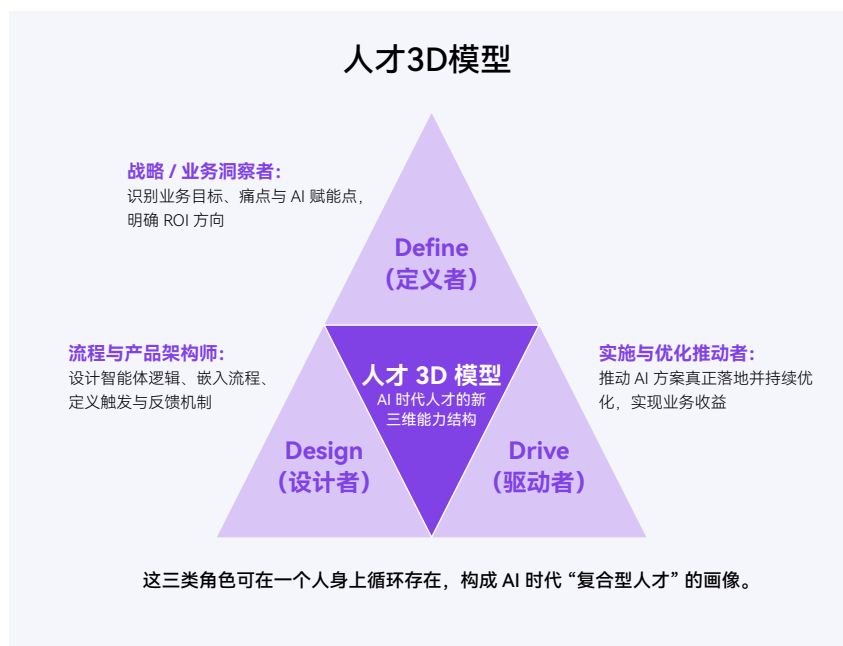 人才3D模型
战略 / 业务洞察者：
识别业务目标、痛点与 AI 赋能点，
明确 ROI 方向
Define
（定义者）
流程与产品架构师：
设计智能体逻辑、嵌入流程、
定义触发与反馈机制
人才 3D 模型
AI 时代人才的新
三维能力结构
实施与优化推动者：
推动 AI 方案真正落地并持续优
化，实现业务收益
Design
（设计者）
Drive
（驱动者）
这三类角色可在一个人身上循环存在，构成 AI 时代 “复合型人才” 的画像。